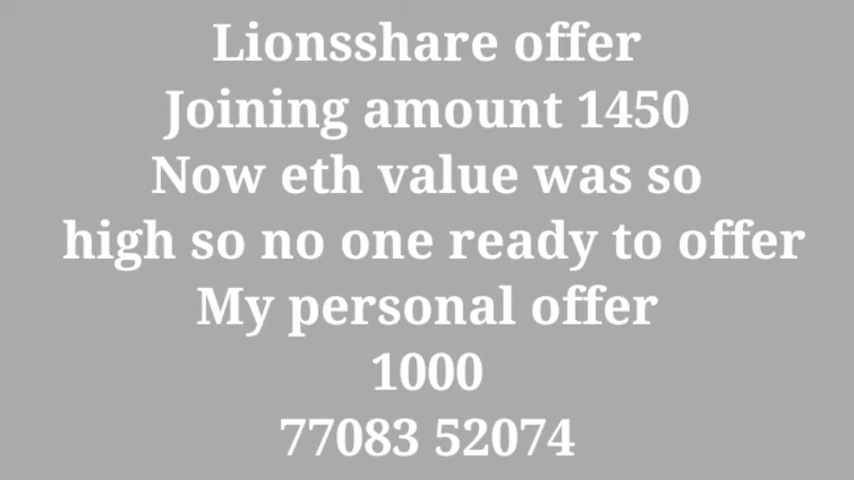 Lionsshare offer
Joining amount 1450
Now eth value was so
high so no one ready to offer
My personal offer
1000
77083 52074